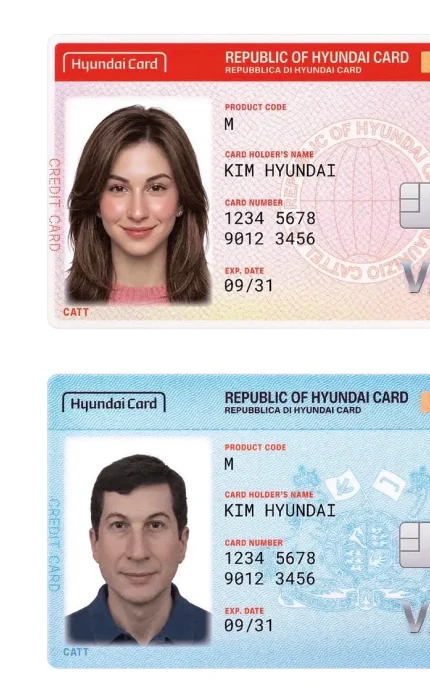 Hyundai Card
REPUBLIC OF HYUNDAI CARD
REPUBBLICA DI HYUNDAI CARD
PRODUCT CODE
M
CARD HOLDER'S NAME
KIM HYUNDAI
CARD NUMBER
1234 5678
9012 3456
EXP. DATE
09/31
CREDIT CARD
CATT
REPUBLIC OF HYUNDAI
Hyundai Card
REPUBLIC OF HYUNDAI CARD
REPUBBLICA DI HYUNDAI CARD
PRODUCT CODE
M
CARD HOLDER'S NAME
KIM HYUNDAI
CARD NUMBER
1234 5678
9012 3456
EXP. DATE
09/31
CREDIT CARD
CATT